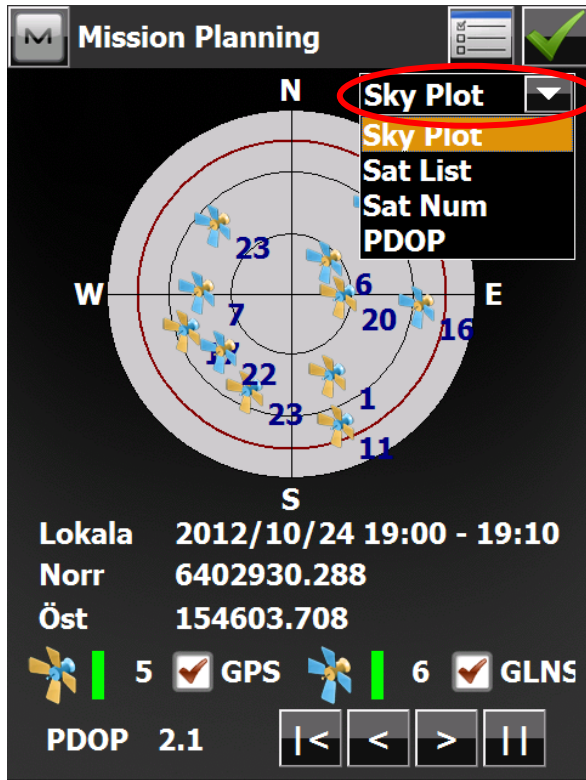 Mission Planning
Sky Plot
Sky Plot
Sat List
Sat Num
PDOP
N
23
6
W
E
7
20
16
22
1
23
11
S
Lokala 2012/10/24 19:00 - 19:10
Norr 6402930.288
Öst 154603.708
5 GPS 6 GLNS
PDOP 2.1 |< < > ||